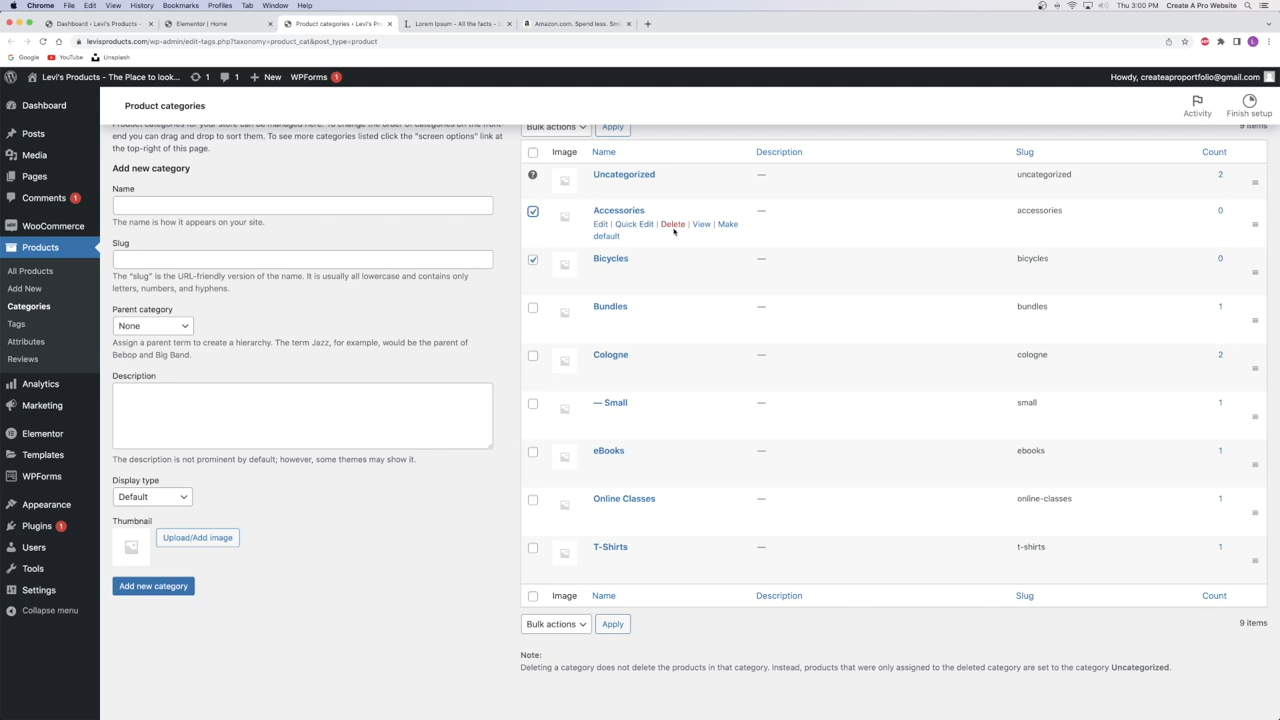 Chrome File Edit View History Bookmarks Profiles Tab Window Help
Create A Pro Website Thu 3:00 PM
Dashboard ‹ Levi's Products -
Elementor | Home
Product categories ‹ Levi's Pr
Lorem Ipsum - All the facts - L
Amazon.com. Spend less. Smi
levisproducts.com/wp-admin/edit-tags.php?taxonomy=product_cat&post_type=product
Google YouTube Unsplash
Levi's Products - The Place to look... 1 1 + New WPForms 1
Howdy, createaproportfolio@gmail.com
Product categories
Activity
Finish setup
Dashboard
Posts
Media
Pages
Comments 1
WooCommerce
Products
All Products
Add New
Categories
Tags
Attributes
Reviews
Analytics
Marketing
Elementor
Templates
WPForms
Appearance
Plugins 1
Users
Tools
Settings
Collapse menu
Product categories for your store can be managed here. To change the order of categories on the front-
end you can drag and drop to sort them. To see more categories listed click the "screen options" link at
the top-right of this page.
Add new category
Name
The name is how it appears on your site.
Slug
The "slug" is the URL-friendly version of the name. It is usually all lowercase and contains only
letters, numbers, and hyphens.
Parent category
None
Assign a parent term to create a hierarchy. The term Jazz, for example, would be the parent of
Bebop and Big Band.
Description
The description is not prominent by default; however, some themes may show it.
Display type
Default
Thumbnail
Upload/Add image
Add new category
Bulk actions Apply 9 items
Image Name Description Slug Count
Uncategorized — uncategorized 2
Accessories — accessories 0
Edit | Quick Edit | Delete | View | Make
default
Bicycles — bicycles 0
Bundles — bundles 1
Cologne — cologne 2
— Small — small 1
eBooks — ebooks 1
Online Classes — online-classes 1
T-Shirts — t-shirts 1
Image Name Description Slug Count
Bulk actions Apply 9 items
Note:
Deleting a category does not delete the products in that category. Instead, products that were only assigned to the deleted category are set to the category Uncategorized.